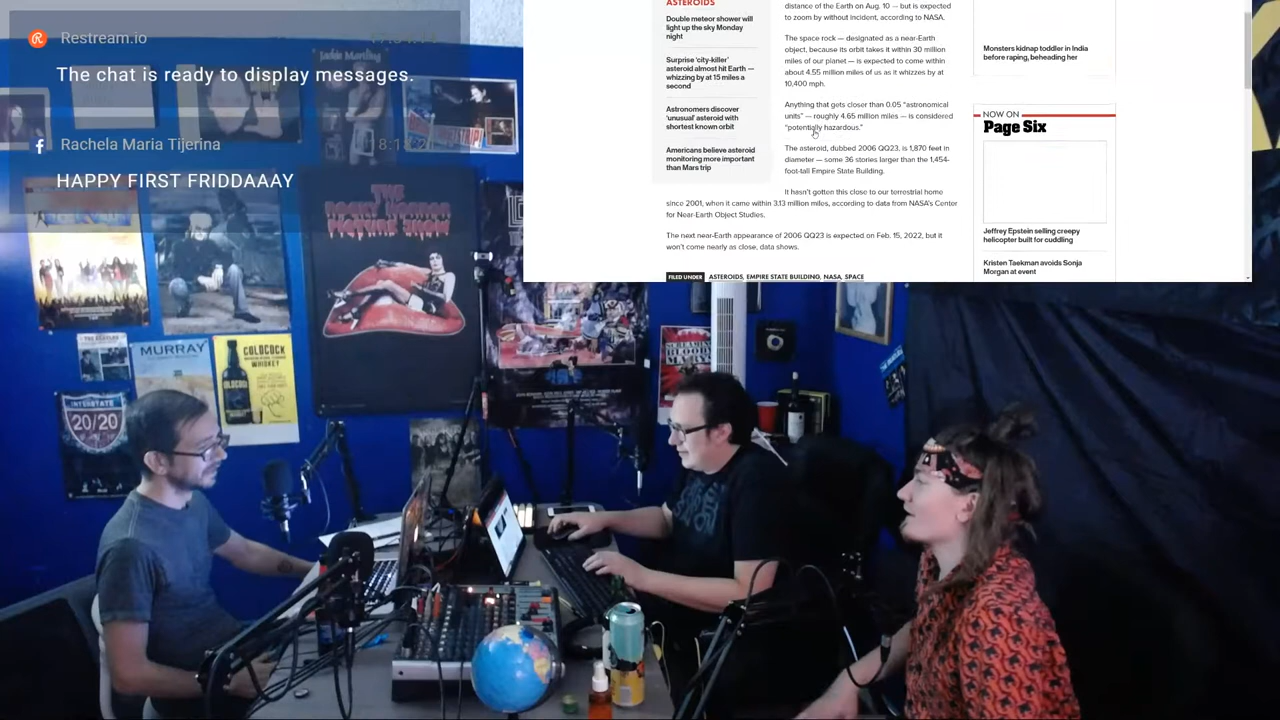 Restream.io
The chat is ready to display messages.
Rachela Maria Tijerina
HAPPY FIRST FRIDDAAAY
ASTEROIDS
Double meteor shower will
light up the sky Monday
night
Surprise ‘city-killer’
asteroid almost hit Earth —
whizzing by at 15 miles a
second
Astronomers discover
‘unusual’ asteroid with
shortest known orbit
Americans believe asteroid
monitoring more important
than Mars trip
distance of the Earth on Aug. 10 — but is expected
to zoom by without incident, according to NASA.
The space rock — designated as a near-Earth
object, because its orbit takes it within 30 million
miles of our planet — is expected to come within
about 4.55 million miles of us as it whizzes by at
10,400 mph.
Anything that gets closer than 0.05 “astronomical
units” — roughly 4.65 million miles — is considered
“potentially hazardous.”
The asteroid, dubbed 2006 QQ23, is 1,870 feet in
diameter — some 36 stories larger than the 1,454-
foot-tall Empire State Building.
It hasn’t gotten this close to our terrestrial home
since 2001, when it came within 3.13 million miles, according to data from NASA’s Center
for Near-Earth Object Studies.
The next near-Earth appearance of 2006 QQ23 is expected on Feb. 15, 2022, but it
won’t come nearly as close, data shows.
FILED UNDER ASTEROIDS, EMPIRE STATE BUILDING, NASA, SPACE
Monsters kidnap toddler in India
before raping, beheading her
NOW ON
Page Six
Jeffrey Epstein selling creepy
helicopter built for cuddling
Kristen Taekman avoids Sonja
Morgan at event
THE
ROCKY HORROR
PICTURE SHOW
MURRAY
COLDCOCK
WHISKEY
INTERSTATE
20/20